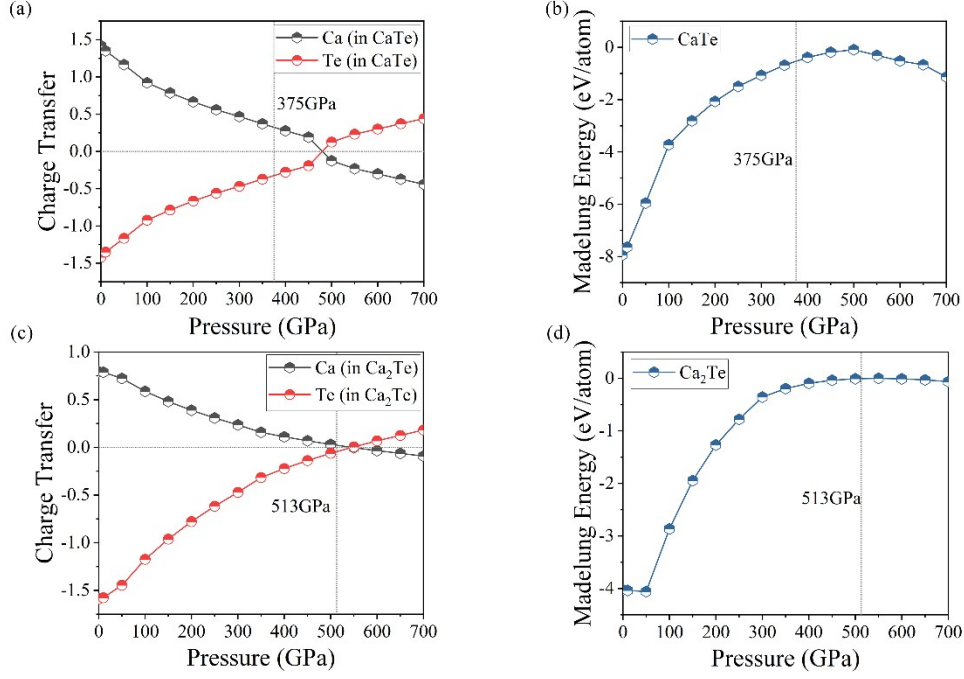 (a)
1.5
1.0
0.5
0.0
-0.5
-1.0
-1.5
Charge Transfer
Ca (in CaTe)
Te (in CaTe)
375GPa
0 100 200 300 400 500 600 700
Pressure (GPa)
(b)
0
-2
-4
-6
-8
Madelung Energy (eV/atom)
CaTe
375GPa
0 100 200 300 400 500 600 700
Pressure (GPa)
(c)
1.0
0.5
0.0
-0.5
-1.0
-1.5
Charge Transfer
Ca (in Ca₂Te)
Te (in Ca₂Te)
513GPa
0 100 200 300 400 500 600 700
Pressure (GPa)
(d)
0
-1
-2
-3
-4
Madelung Energy (eV/atom)
Ca₂Te
513GPa
0 100 200 300 400 500 600 700
Pressure (GPa)